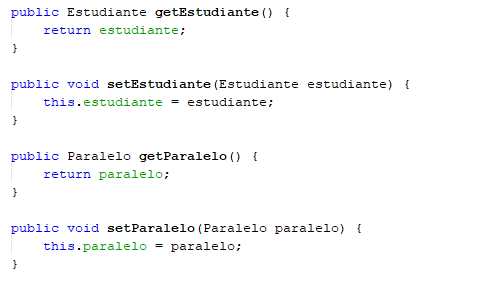 public Estudiante getEstudiante() {
    return estudiante;
}

public void setEstudiante(Estudiante estudiante) {
    this.estudiante = estudiante;
}

public Paralelo getParalelo() {
    return paralelo;
}

public void setParalelo(Paralelo paralelo) {
    this.paralelo = paralelo;
}